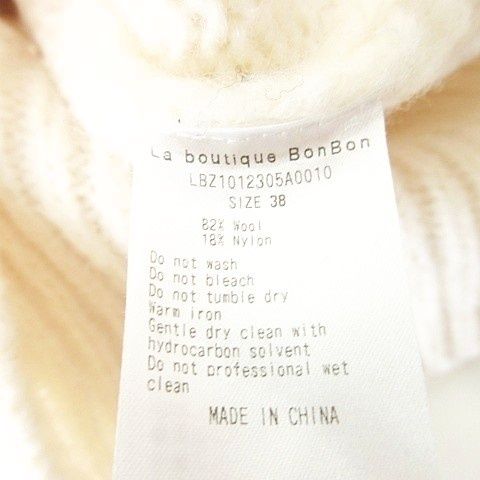 La boutique BonBon
LBZ1012305A0010
SIZE 38
82% Wool
18% Nylon
Do not wash
Do not bleach
Do not tumble dry
Warm iron
Gentle dry clean with
hydrocarbon solvent
Do not professional wet
clean
MADE IN CHINA